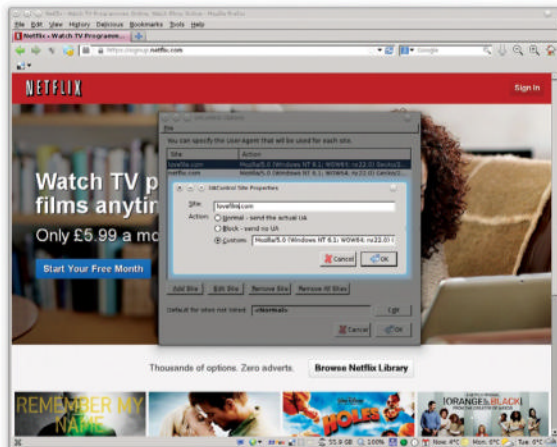 Netflix - Watch TV Programmes Online, Watch Films Online - Mozilla Firefox
File Edit View History Delicious Bookmarks Tools Help
Netflix - Watch TV Programm...
https://signup.netflix.com
Google
NETFLIX
Sign In
UAControl Options
File
You can specify the User-Agent that will be used for each site.
Site Action
lovefilm.com Mozilla/5.0 (Windows NT 6.1; WOW64; rv:22.0) Gecko/2...
netflix.com Mozilla/5.0 (Windows NT 6.1; WOW64; rv:22.0) Gecko/2...
UAControl Site Properties
Site: lovefilm.com
Action: Normal - send the actual UA
Block - send no UA
Custom: Mozilla/5.0 (Windows NT 6.1; WOW64; rv:22.0) G
Cancel OK
Add Site Edit Site Remove Site Remove All Sites
Default for sites not listed: <Normal> Edit
Cancel OK
Watch TV p
films anytin
Only £5.99 a mo
Start Your Free Month
Thousands of options. Zero adverts.
Browse Netflix Library
REMEMBER MY NAME
HOLES
ORANGE IS THE NEW BLACK
55.9 GB 100% Now: 4°C Mon: 6°C Tue: 6°C